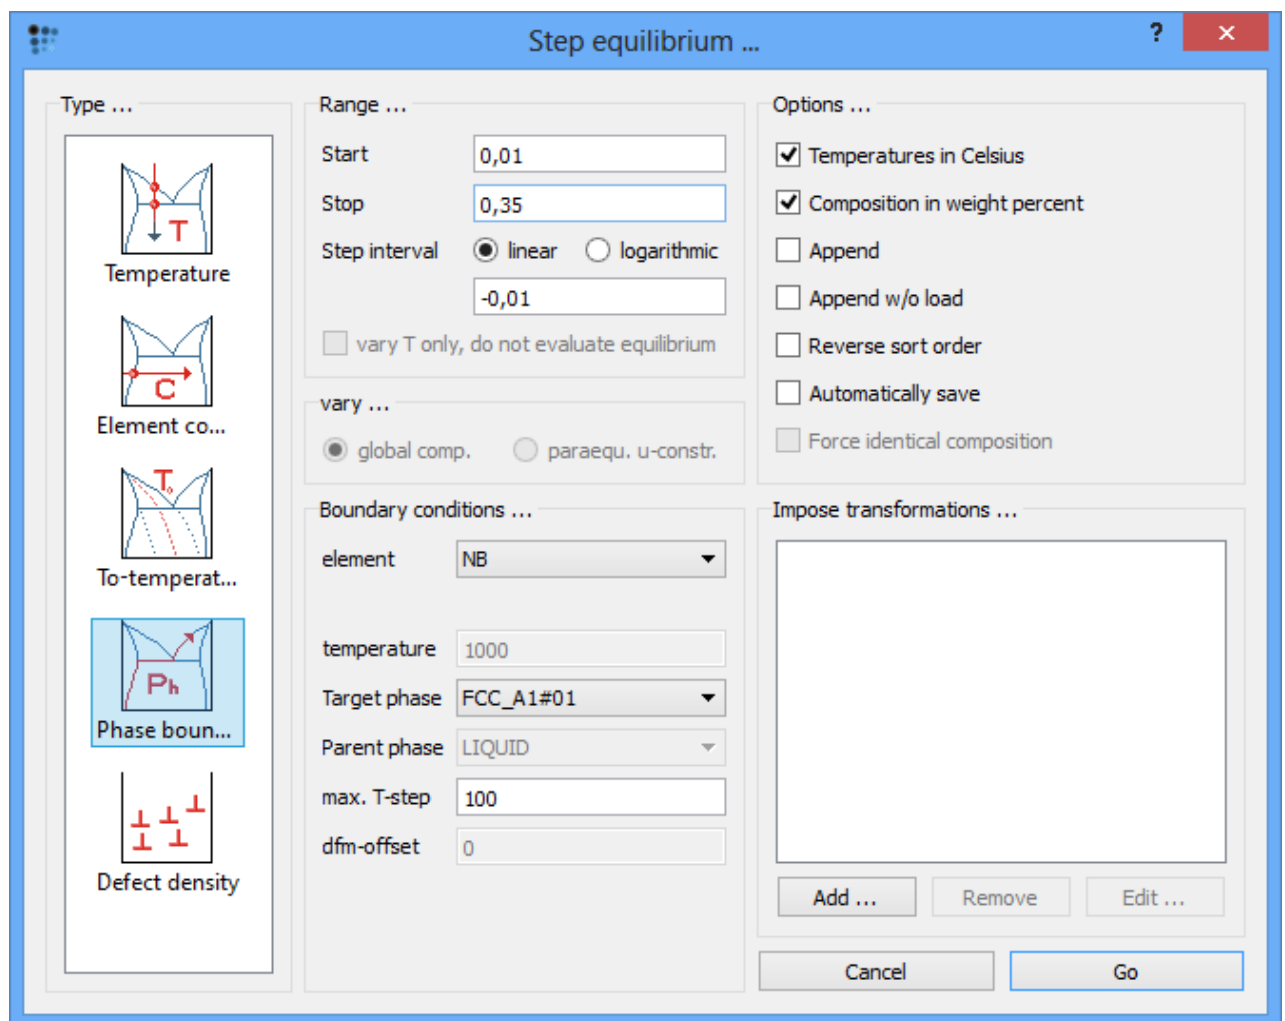 Step equilibrium ...
?
Type ...
T
Temperature
C
Element co...
To
To-temperat...
Ph
Phase boun...
Defect density
Range ...
Start
0,01
Stop
0,35
Step interval
linear
logarithmic
-0,01
vary T only, do not evaluate equilibrium
vary ...
global comp.
paraequ. u-constr.
Boundary conditions ...
element
NB
temperature
1000
Target phase
FCC_A1#01
Parent phase
LIQUID
max. T-step
100
dfm-offset
0
Options ...
Temperatures in Celsius
Composition in weight percent
Append
Append w/o load
Reverse sort order
Automatically save
Force identical composition
Impose transformations ...
Add ...
Remove
Edit ...
Cancel
Go